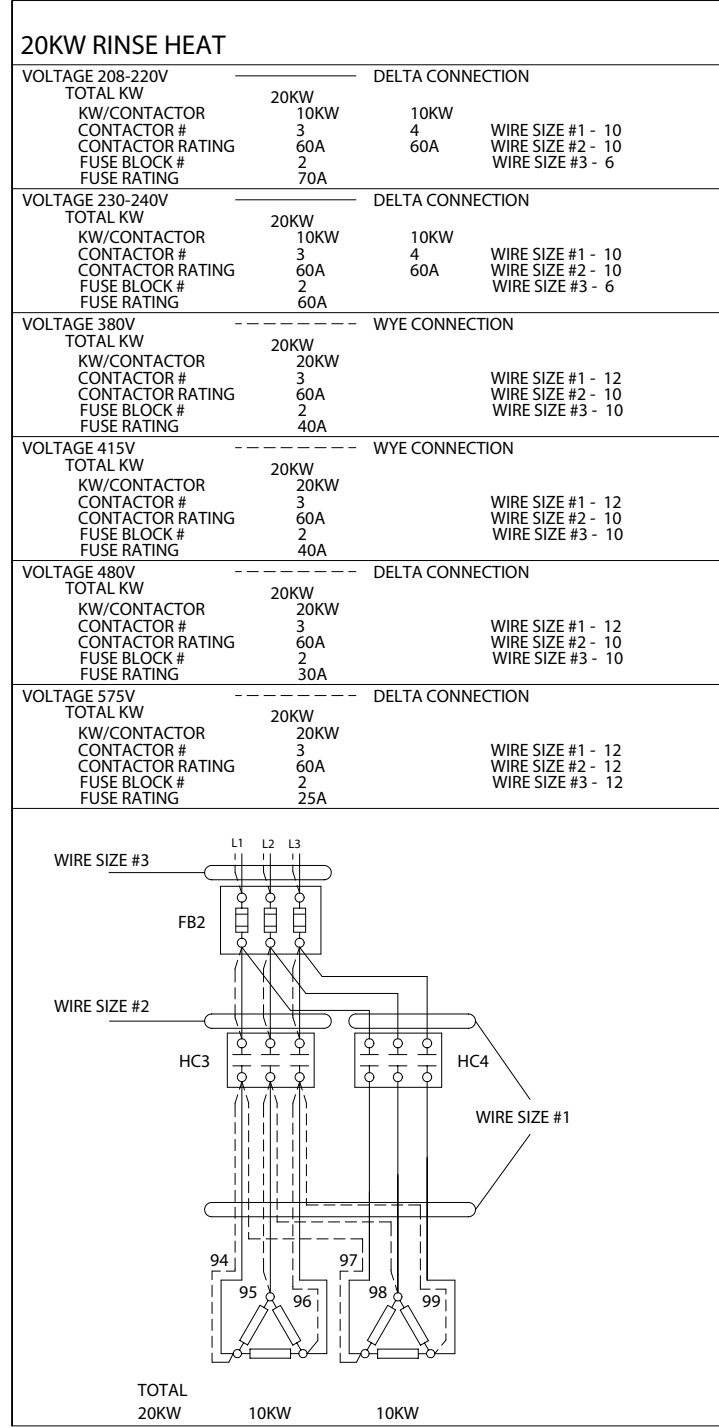 20KW RINSE HEAT
VOLTAGE 208-220V DELTA CONNECTION
TOTAL KW 20KW
KW/CONTACTOR 10KW 10KW
CONTACTOR # 3 4 WIRE SIZE #1 - 10
CONTACTOR RATING 60A 60A WIRE SIZE #2 - 10
FUSE BLOCK # 2 WIRE SIZE #3 - 6
FUSE RATING 70A
VOLTAGE 230-240V DELTA CONNECTION
TOTAL KW 20KW
KW/CONTACTOR 10KW 10KW
CONTACTOR # 3 4 WIRE SIZE #1 - 10
CONTACTOR RATING 60A 60A WIRE SIZE #2 - 10
FUSE BLOCK # 2 WIRE SIZE #3 - 6
FUSE RATING 60A
VOLTAGE 380V WYE CONNECTION
TOTAL KW 20KW
KW/CONTACTOR 20KW
CONTACTOR # 3 WIRE SIZE #1 - 12
CONTACTOR RATING 60A WIRE SIZE #2 - 10
FUSE BLOCK # 2 WIRE SIZE #3 - 10
FUSE RATING 40A
VOLTAGE 415V WYE CONNECTION
TOTAL KW 20KW
KW/CONTACTOR 20KW
CONTACTOR # 3 WIRE SIZE #1 - 12
CONTACTOR RATING 60A WIRE SIZE #2 - 10
FUSE BLOCK # 2 WIRE SIZE #3 - 10
FUSE RATING 40A
VOLTAGE 480V DELTA CONNECTION
TOTAL KW 20KW
KW/CONTACTOR 20KW
CONTACTOR # 3 WIRE SIZE #1 - 12
CONTACTOR RATING 60A WIRE SIZE #2 - 10
FUSE BLOCK # 2 WIRE SIZE #3 - 10
FUSE RATING 30A
VOLTAGE 575V DELTA CONNECTION
TOTAL KW 20KW
KW/CONTACTOR 20KW
CONTACTOR # 3 WIRE SIZE #1 - 12
CONTACTOR RATING 60A WIRE SIZE #2 - 12
FUSE BLOCK # 2 WIRE SIZE #3 - 12
FUSE RATING 25A
L1 L2 L3
WIRE SIZE #3
FB2
WIRE SIZE #2
HC3 HC4
WIRE SIZE #1
94 97
95 96 98 99
TOTAL
20KW 10KW 10KW